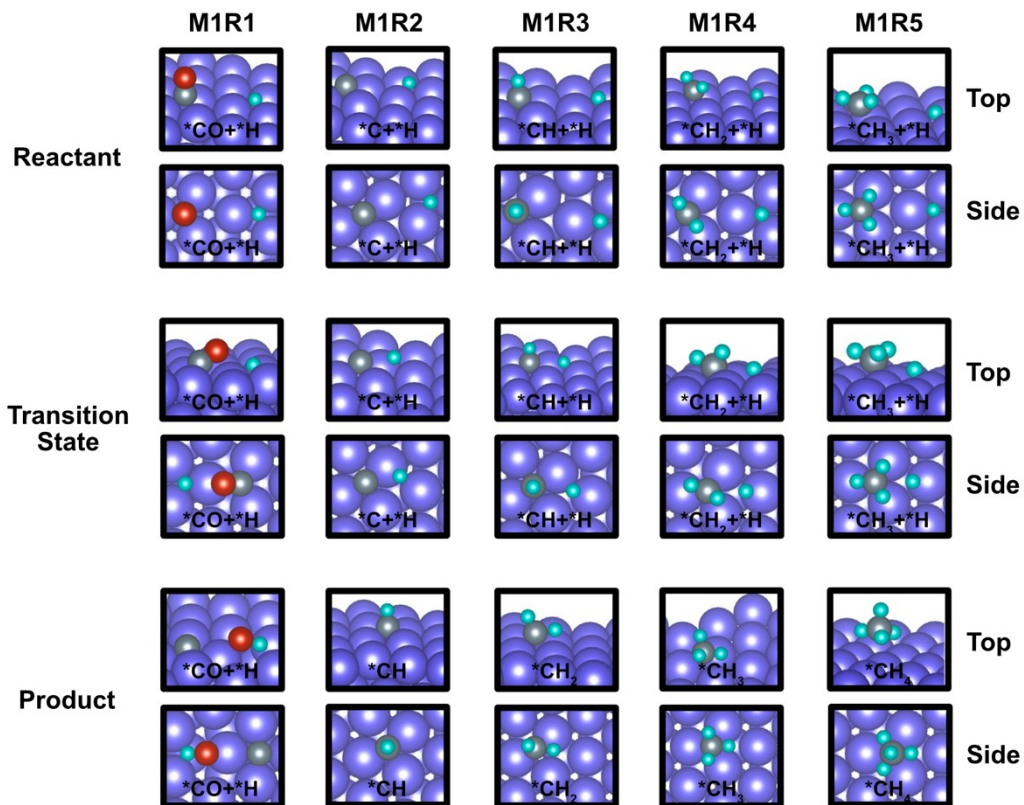 M1R1 M1R2 M1R3 M1R4 M1R5
Reactant
*CO+*H *C+*H *CH+*H *CH₂+*H *CH₃+*H Top
*CO+*H *C+*H *CH+*H *CH₂+*H *CH₃+*H Side
Transition
State
*CO+*H *C+*H *CH+*H *CH₂+*H *CH₃+*H Top
*CO+*H *C+*H *CH+*H *CH₂+*H *CH₃+*H Side
Product
*CO+*H *CH *CH₂ *CH₃ *CH₄ Top
*CO+*H *CH *CH₂ *CH₃ *CH₄ Side